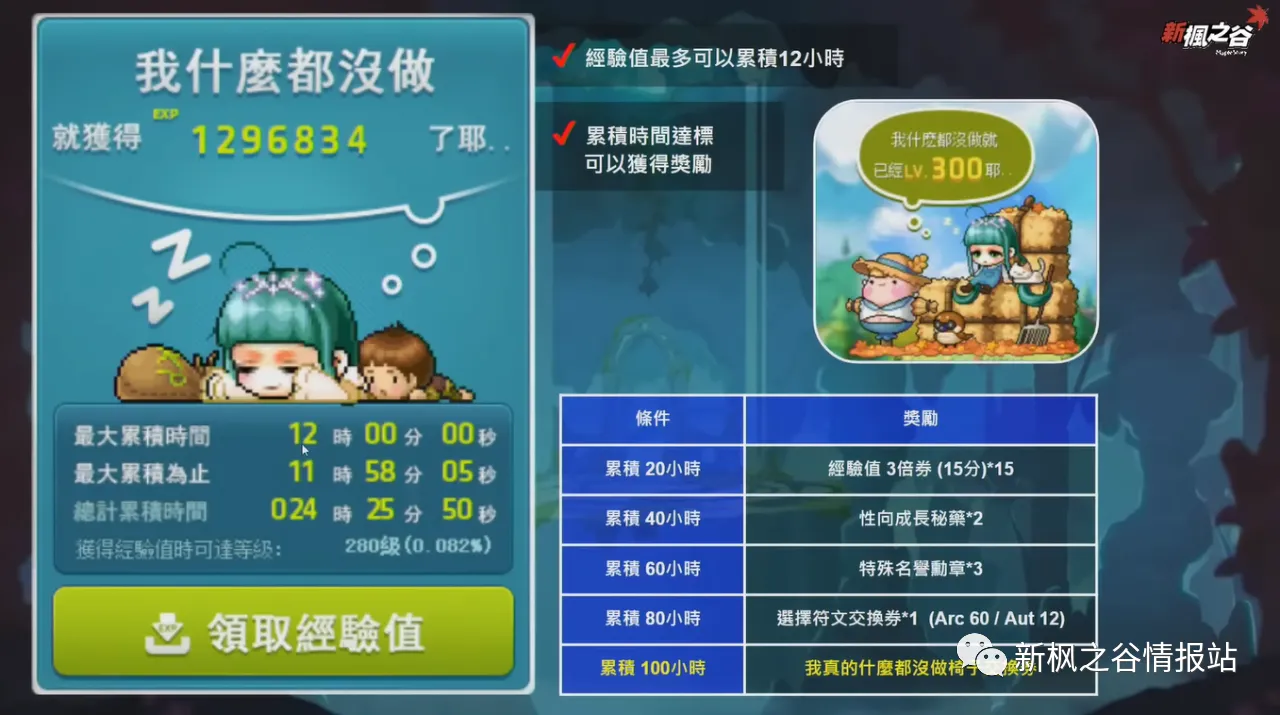 我什麼都沒做
就獲得 EXP 1296834 了耶..
最大累積時間 12 時 00 分 00 秒
最大累積為止 11 時 58 分 05 秒
總計累積時間 024 時 25 分 50 秒
獲得經驗值時可達等級: 280級(0.082%)
EXP 領取經驗值
經驗值最多可以累積12小時
累積時間達標
可以獲得獎勵
新楓之谷
MapleStory
我什麼都沒做就
已經LV.300耶..
條件 獎勵
累積 20小時 經驗值 3倍券 (15分)*15
累積 40小時 性向成長秘藥*2
累積 60小時 特殊名譽勳章*3
累積 80小時 選擇符文交換券*1 (Arc 60 / Aut 12)
累積 100小時 我真的什麼都沒做椅子換券
新枫之谷情报站